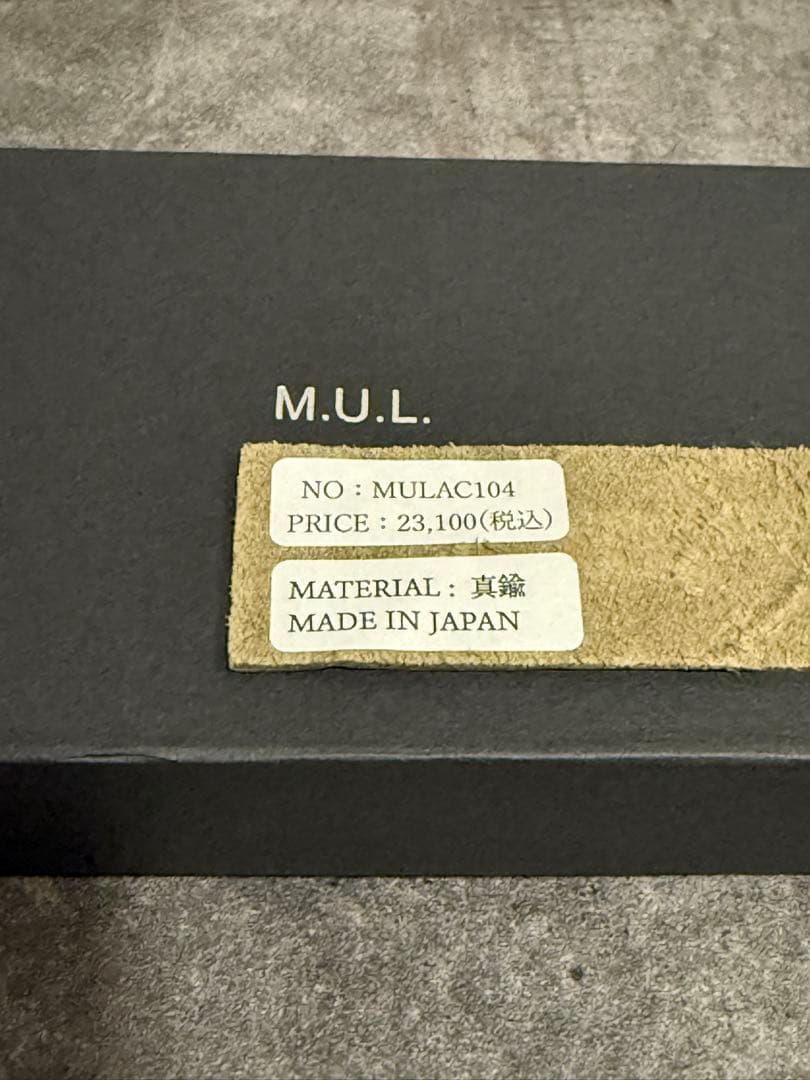 M.U.L.
NO : MULAC104
PRICE : 23,100(税込)
MATERIAL : 真鍮
MADE IN JAPAN